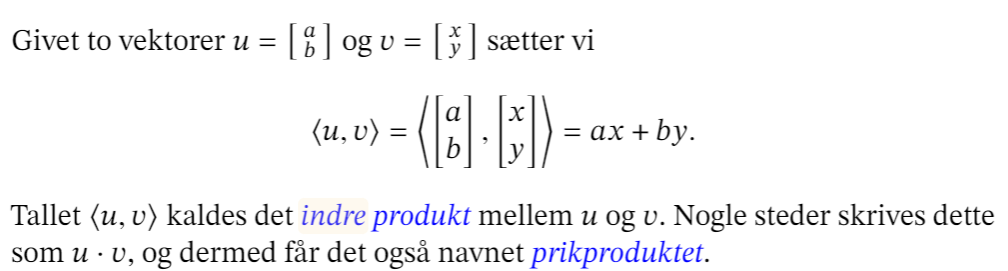 Givet to vektorer u = [a b] og v = [x y] sætter vi
⟨u, v⟩ = ⟨[a b], [x y]⟩ = ax + by.
Tallet ⟨u, v⟩ kaldes det indre produkt mellem u og v. Nogle steder skrives dette
som u · v, og dermed får det også navnet prikproduktet.